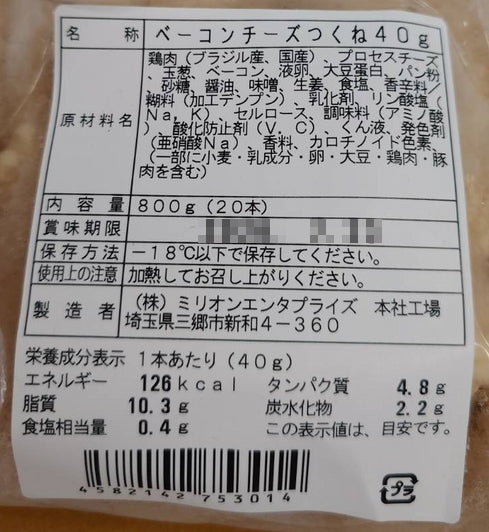 名　　称 ベーコンチーズつくね40g
原材料名 鶏肉（ブラジル産、国産）、プロセスチーズ
、玉葱、ベーコン、液卵、大豆蛋白、パン粉
、砂糖、醤油、味噌、生姜、食塩、香辛料／
糊料（加工デンプン）、乳化剤、リン酸塩（
Na、K）、セルロース、調味料（アミノ酸
）、酸化防止剤（V．C）、くん液、発色剤
（亜硝酸Na）、香料、カロチノイド色素、
（一部に小麦・乳成分・卵・大豆・鶏肉・豚
肉を含む）
内容量 800g（20本）
賞味期限
保存方法 −18℃以下で保存してください。
使用上の注意 加熱してお召し上がりください。
製造者 （株）ミリオンエンタプライズ　本社工場
埼玉県三郷市新和4−360
栄養成分表示　1本あたり（40g）
エネルギー 126kcal タンパク質 4.8g
脂質 10.3g 炭水化物 2.2g
食塩相当量 0.4g この表示値は、目安です。
4582142753014
プラ